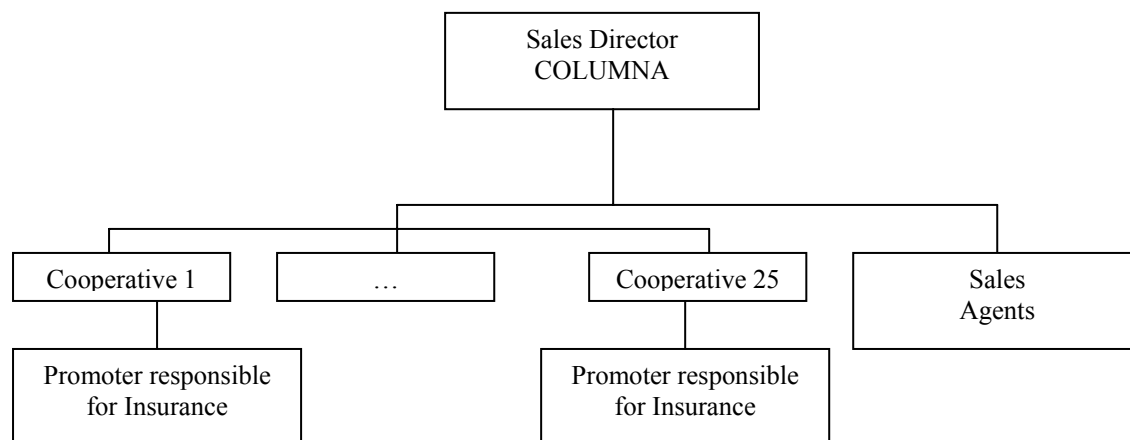 Sales Director
COLUMNA
Cooperative 1
…
Cooperative 25
Sales
Agents
Promoter responsible
for Insurance
Promoter responsible
for Insurance